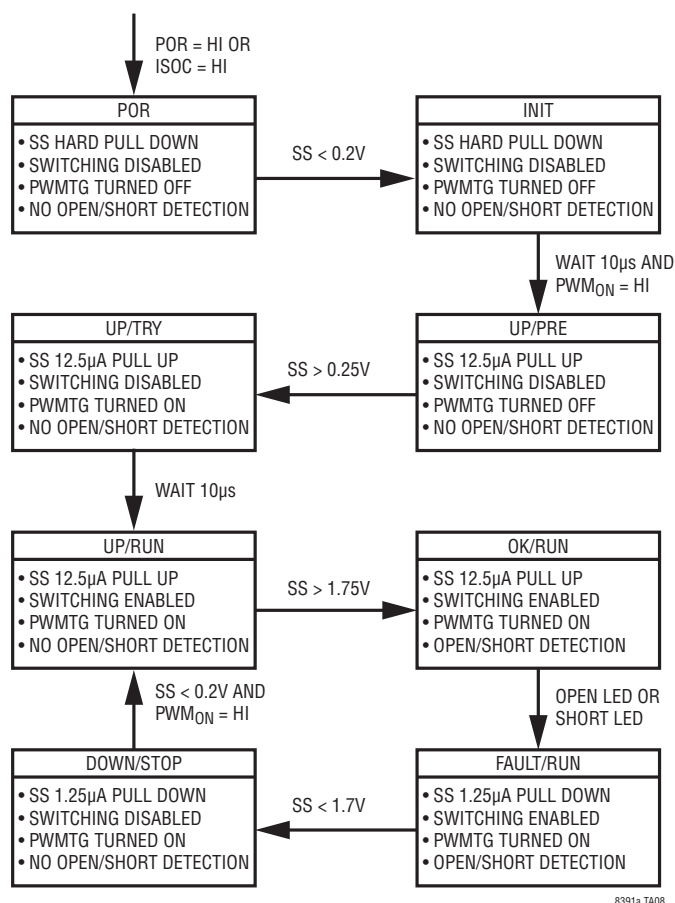 POR = HI OR
ISOC = HI
POR
• SS HARD PULL DOWN
• SWITCHING DISABLED
• PWMTG TURNED OFF
• NO OPEN/SHORT DETECTION
SS < 0.2V
INIT
• SS HARD PULL DOWN
• SWITCHING DISABLED
• PWMTG TURNED OFF
• NO OPEN/SHORT DETECTION
WAIT 10µs AND
PWMON = HI
UP/PRE
• SS 12.5µA PULL UP
• SWITCHING DISABLED
• PWMTG TURNED OFF
• NO OPEN/SHORT DETECTION
SS > 0.25V
UP/TRY
• SS 12.5µA PULL UP
• SWITCHING DISABLED
• PWMTG TURNED ON
• NO OPEN/SHORT DETECTION
WAIT 10µs
UP/RUN
• SS 12.5µA PULL UP
• SWITCHING ENABLED
• PWMTG TURNED ON
• NO OPEN/SHORT DETECTION
SS > 1.75V
OK/RUN
• SS 12.5µA PULL UP
• SWITCHING ENABLED
• PWMTG TURNED ON
• OPEN/SHORT DETECTION
OPEN LED OR
SHORT LED
FAULT/RUN
• SS 1.25µA PULL DOWN
• SWITCHING ENABLED
• PWMTG TURNED ON
• OPEN/SHORT DETECTION
SS < 1.7V
DOWN/STOP
• SS 1.25µA PULL DOWN
• SWITCHING DISABLED
• PWMTG TURNED ON
• NO OPEN/SHORT DETECTION
SS < 0.2V AND
PWMON = HI
8391a TA08